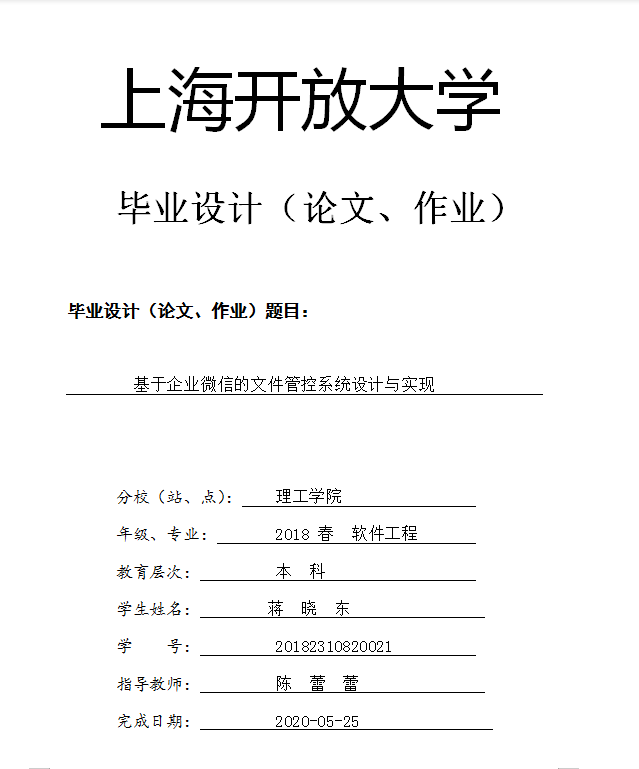 上海开放大学
毕业设计（论文、作业）
毕业设计（论文、作业）题目：
基于企业微信的文件管控系统设计与实现
分校（站、点）： 理工学院
年级、专业： 2018 春 软件工程
教育层次： 本 科
学生姓名： 蒋 晓 东
学 号： 20182310820021
指导教师： 陈 蕾 蕾
完成日期： 2020-05-25